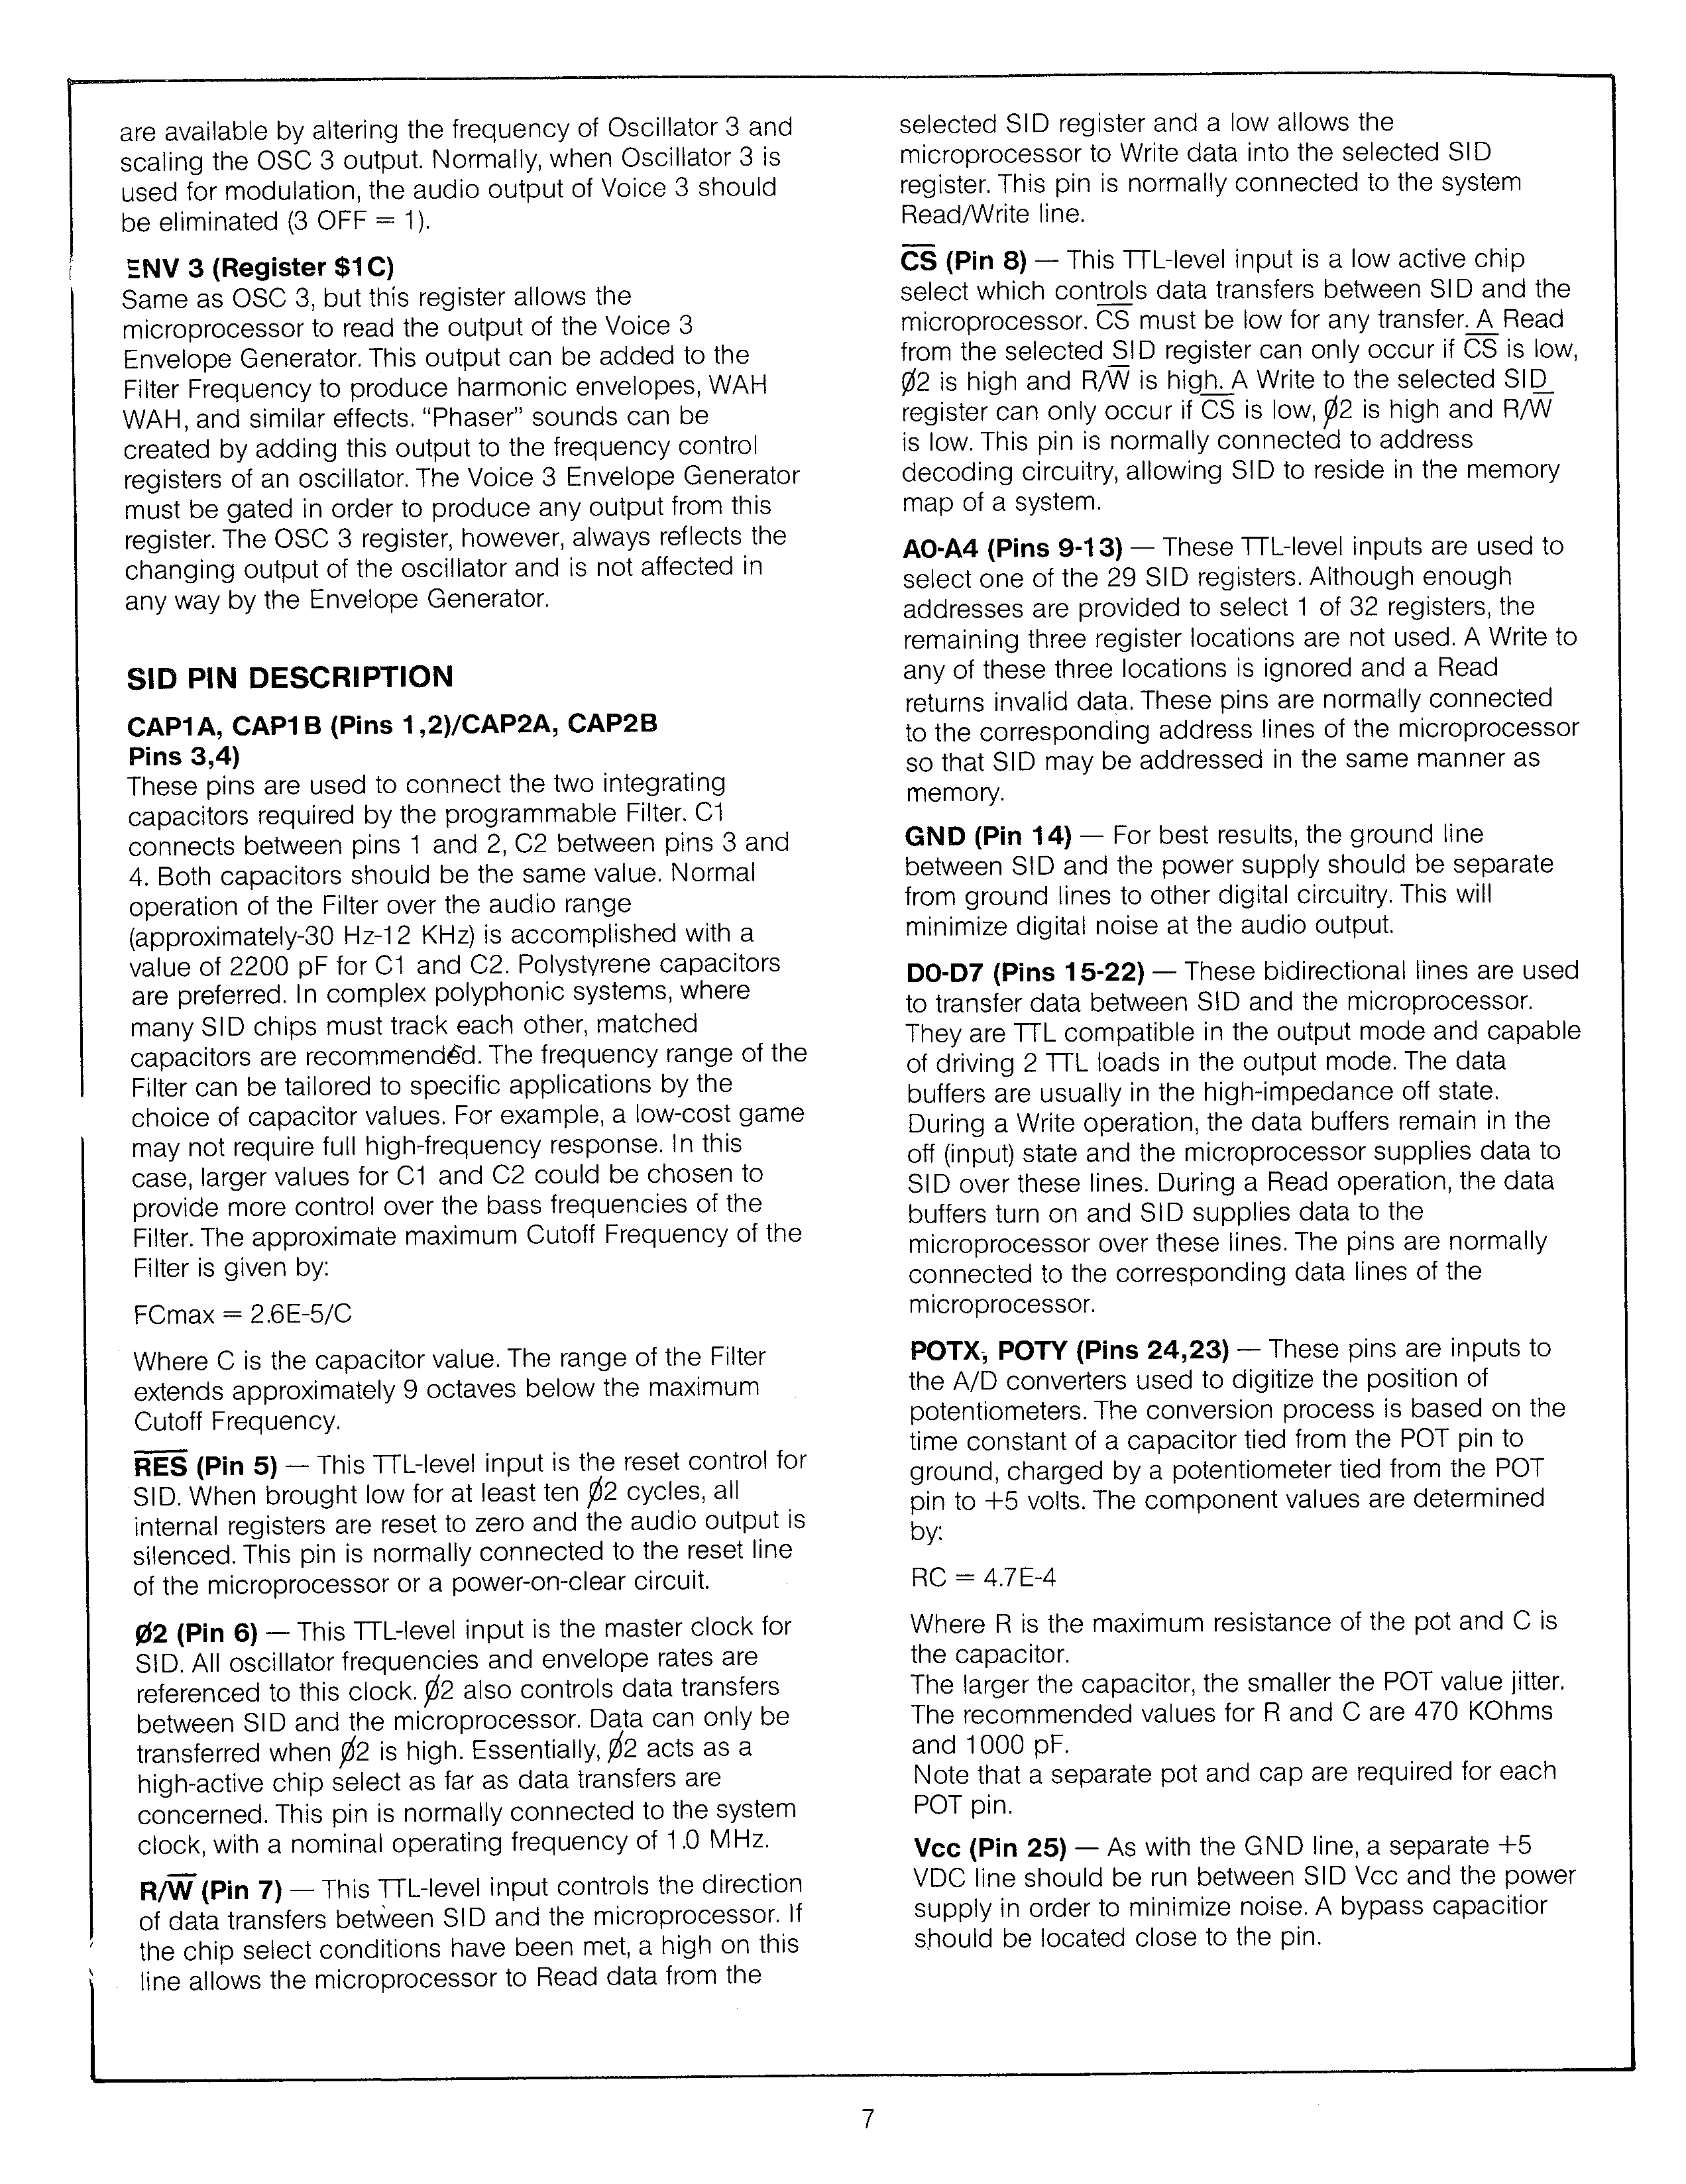 are available by altering the frequency of Oscillator 3 and
scaling the OSC 3 output. Normally, when Oscillator 3 is
used for modulation, the audio output of Voice 3 should
be eliminated (3 OFF = 1).
ENV 3 (Register $1C)
Same as OSC 3, but this register allows the
microprocessor to read the output of the Voice 3
Envelope Generator. This output can be added to the
Filter Frequency to produce harmonic envelopes, WAH
WAH, and similar effects. “Phaser” sounds can be
created by adding this output to the frequency control
registers of an oscillator. The Voice 3 Envelope Generator
must be gated in order to produce any output from this
register. The OSC 3 register, however, always reflects the
changing output of the oscillator and is not affected in
any way by the Envelope Generator.
SID PIN DESCRIPTION
CAP1A, CAP1B (Pins 1,2)/CAP2A, CAP2B
Pins 3,4)
These pins are used to connect the two integrating
capacitors required by the programmable Filter. C1
connects between pins 1 and 2, C2 between pins 3 and
4. Both capacitors should be the same value. Normal
operation of the Filter over the audio range
(approximately-30 Hz-12 KHz) is accomplished with a
value of 2200 pF for C1 and C2. Polystyrene capacitors
are preferred. In complex polyphonic systems, where
many SID chips must track each other, matched
capacitors are recommended. The frequency range of the
Filter can be tailored to specific applications by the
choice of capacitor values. For example, a low-cost game
may not require full high-frequency response. In this
case, larger values for C1 and C2 could be chosen to
provide more control over the bass frequencies of the
Filter. The approximate maximum Cutoff Frequency of the
Filter is given by:
FCmax = 2.6E-5/C
Where C is the capacitor value. The range of the Filter
extends approximately 9 octaves below the maximum
Cutoff Frequency.
R̅E̅S̅ (Pin 5) — This TTL-level input is the reset control for
SID. When brought low for at least ten Ø2 cycles, all
internal registers are reset to zero and the audio output is
silenced. This pin is normally connected to the reset line
of the microprocessor or a power-on-clear circuit.
Ø2 (Pin 6) — This TTL-level input is the master clock for
SID. All oscillator frequencies and envelope rates are
referenced to this clock. Ø2 also controls data transfers
between SID and the microprocessor. Data can only be
transferred when Ø2 is high. Essentially, Ø2 acts as a
high-active chip select as far as data transfers are
concerned. This pin is normally connected to the system
clock, with a nominal operating frequency of 1.0 MHz.
R/W̅ (Pin 7) — This TTL-level input controls the direction
of data transfers between SID and the microprocessor. If
the chip select conditions have been met, a high on this
line allows the microprocessor to Read data from the
selected SID register and a low allows the
microprocessor to Write data into the selected SID
register. This pin is normally connected to the system
Read/Write line.
C̅S̅ (Pin 8) — This TTL-level input is a low active chip
select which controls data transfers between SID and the
microprocessor. C̅S̅ must be low for any transfer. A Read
from the selected SID register can only occur if C̅S̅ is low,
Ø2 is high and R/W̅ is high. A Write to the selected SID
register can only occur if C̅S̅ is low, Ø2 is high and R/W̅
is low. This pin is normally connected to address
decoding circuitry, allowing SID to reside in the memory
map of a system.
A0-A4 (Pins 9-13) — These TTL-level inputs are used to
select one of the 29 SID registers. Although enough
addresses are provided to select 1 of 32 registers, the
remaining three register locations are not used. A Write to
any of these three locations is ignored and a Read
returns invalid data. These pins are normally connected
to the corresponding address lines of the microprocessor
so that SID may be addressed in the same manner as
memory.
GND (Pin 14) — For best results, the ground line
between SID and the power supply should be separate
from ground lines to other digital circuitry. This will
minimize digital noise at the audio output.
D0-D7 (Pins 15-22) — These bidirectional lines are used
to transfer data between SID and the microprocessor.
They are TTL compatible in the output mode and capable
of driving 2 TTL loads in the output mode. The data
buffers are usually in the high-impedance off state.
During a Write operation, the data buffers remain in the
off (input) state and the microprocessor supplies data to
SID over these lines. During a Read operation, the data
buffers turn on and SID supplies data to the
microprocessor over these lines. The pins are normally
connected to the corresponding data lines of the
microprocessor.
POTX, POTY (Pins 24,23) — These pins are inputs to
the A/D converters used to digitize the position of
potentiometers. The conversion process is based on the
time constant of a capacitor tied from the POT pin to
ground, charged by a potentiometer tied from the POT
pin to +5 volts. The component values are determined
by:
RC = 4.7E-4
Where R is the maximum resistance of the pot and C is
the capacitor.
The larger the capacitor, the smaller the POT value jitter.
The recommended values for R and C are 470 KOhms
and 1000 pF.
Note that a separate pot and cap are required for each
POT pin.
Vcc (Pin 25) — As with the GND line, a separate +5
VDC line should be run between SID Vcc and the power
supply in order to minimize noise. A bypass capacitior
should be located close to the pin.
7